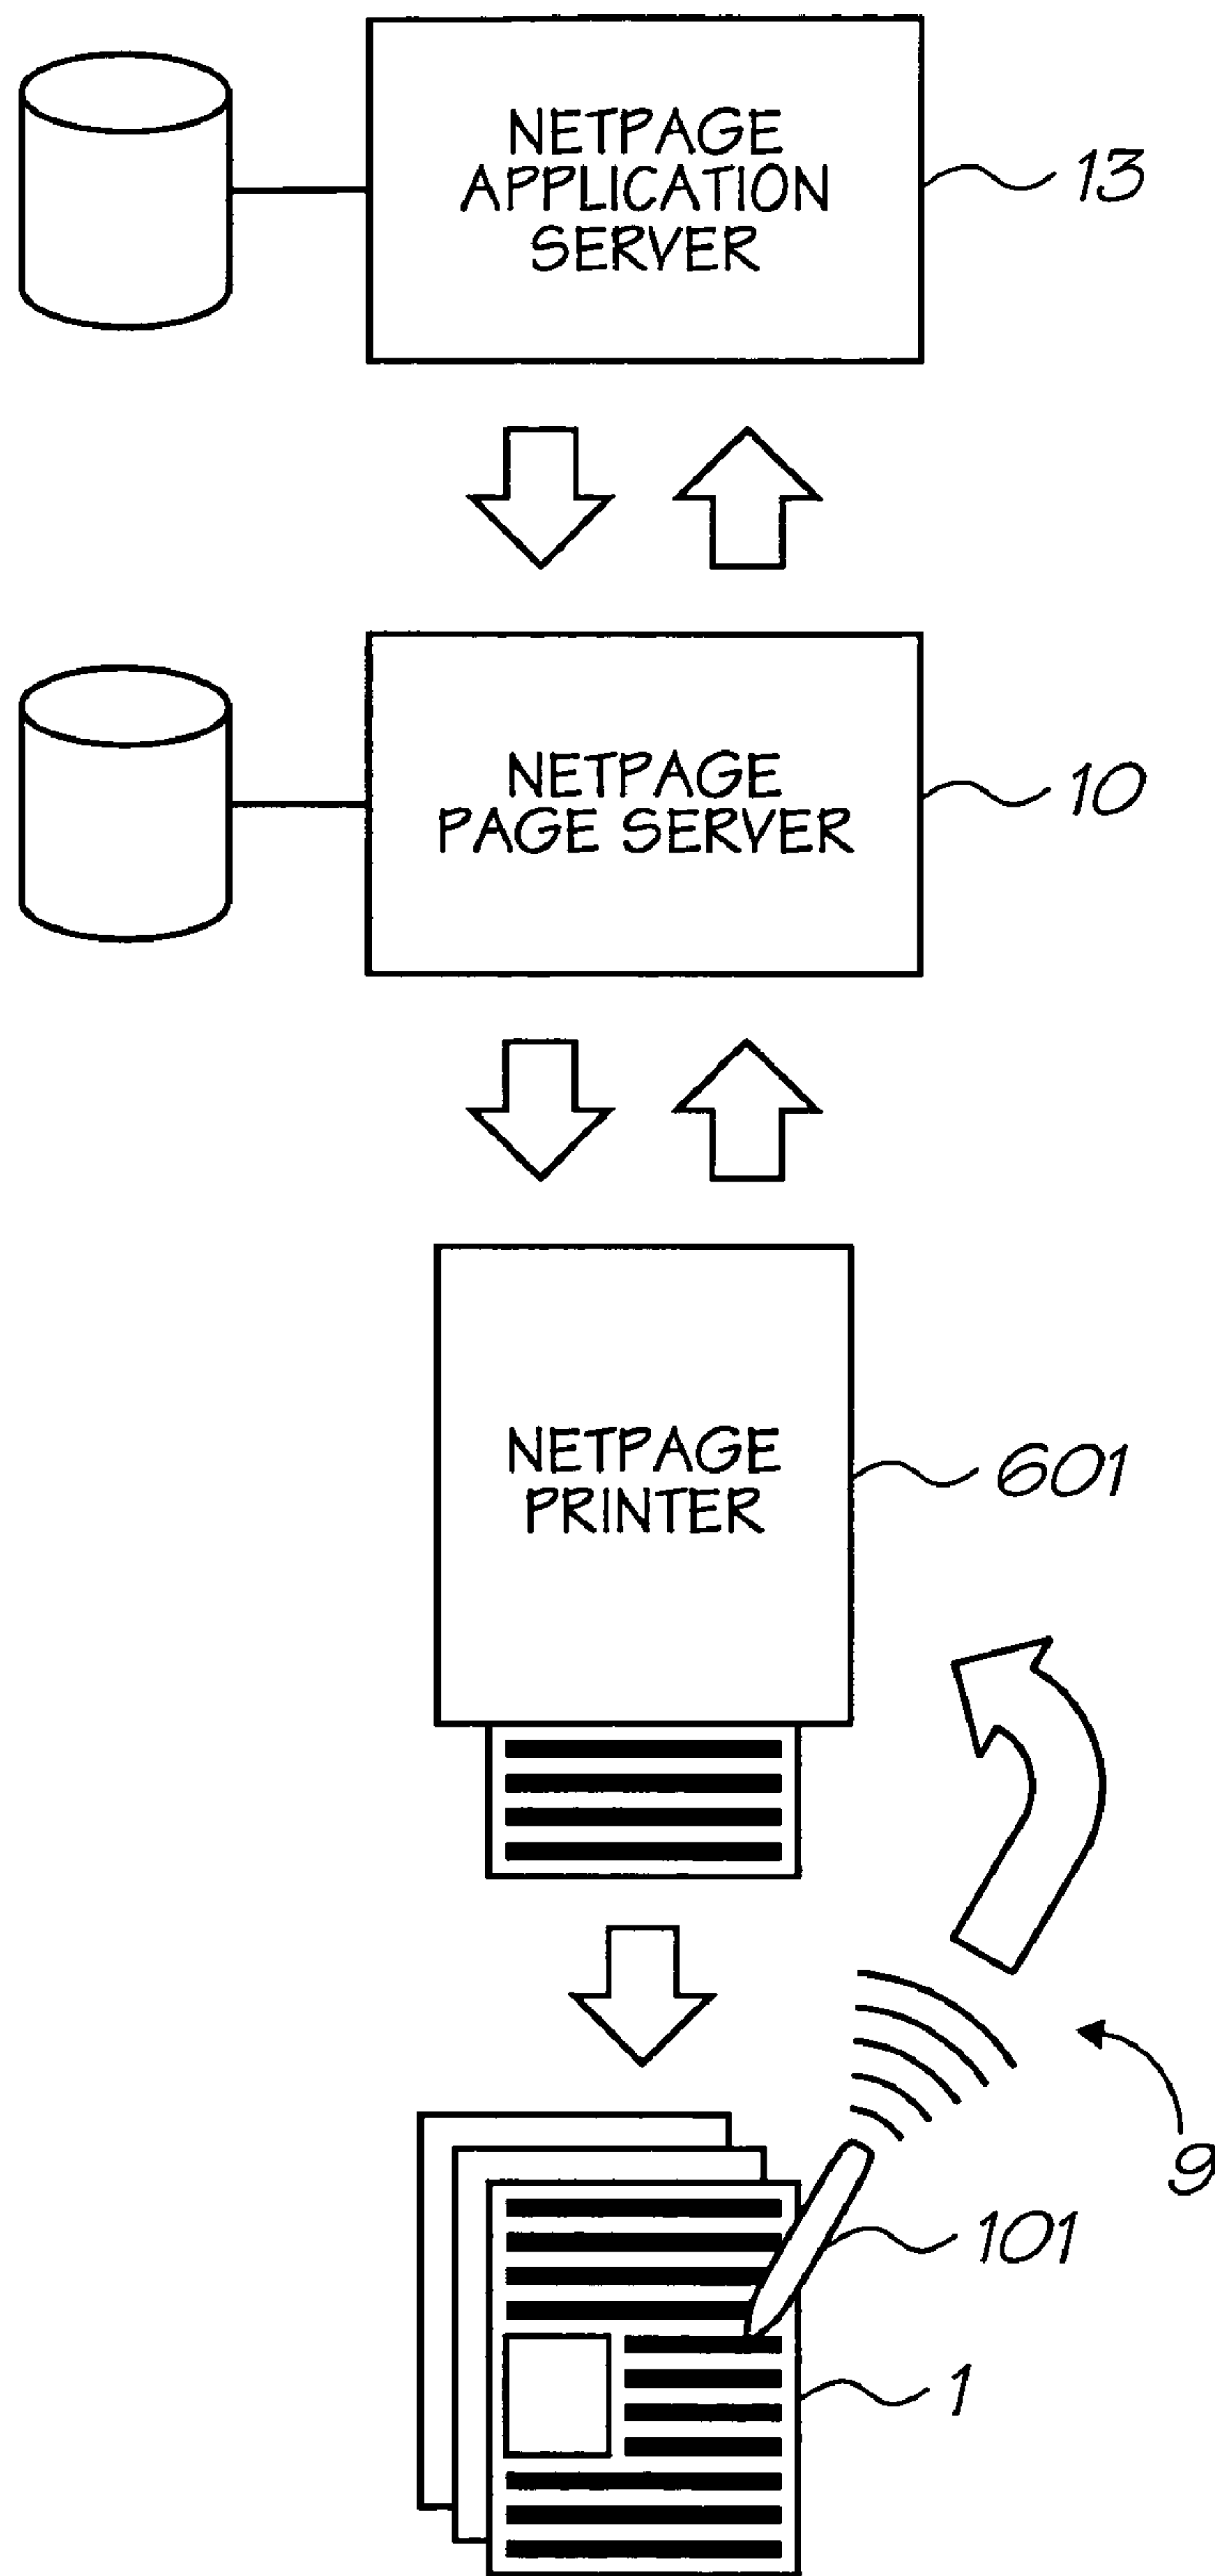 NETPAGE
APPLICATION
SERVER
13
NETPAGE
PAGE SERVER
10
NETPAGE
PRINTER
601
9
101
1